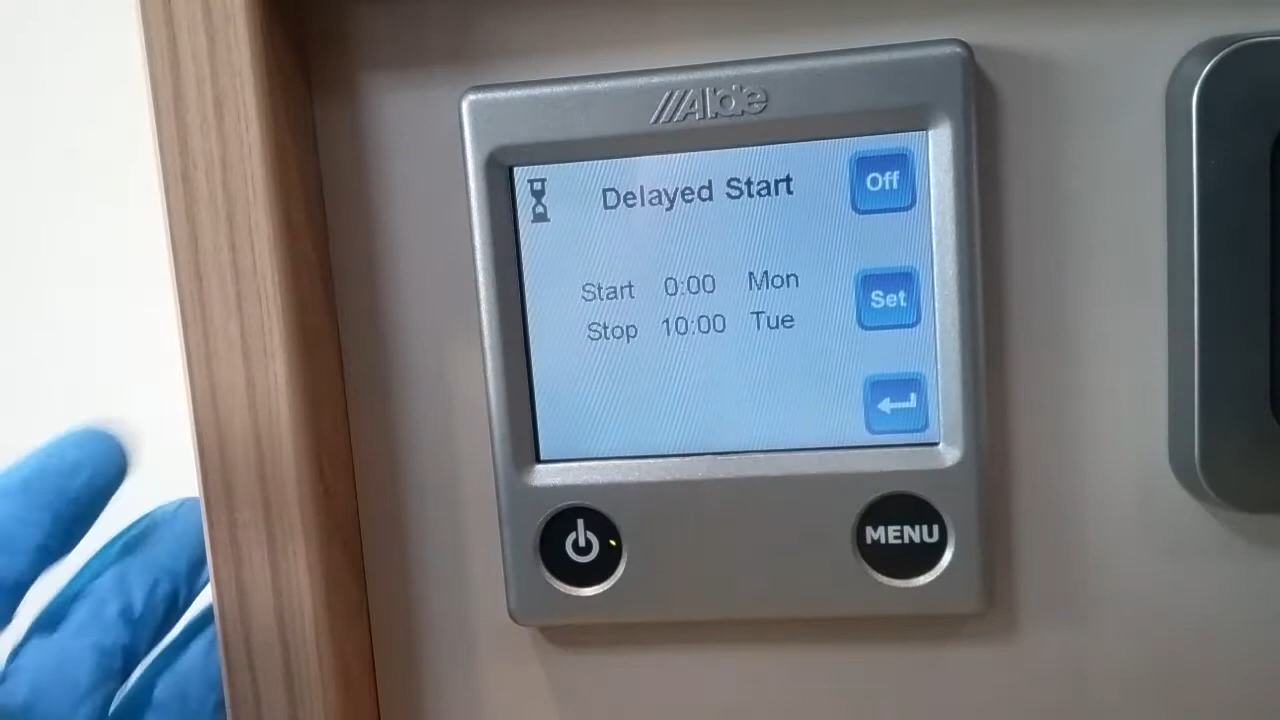 Alde
Delayed Start
Off
Start 0:00 Mon
Set
Stop 10:00 Tue
MENU